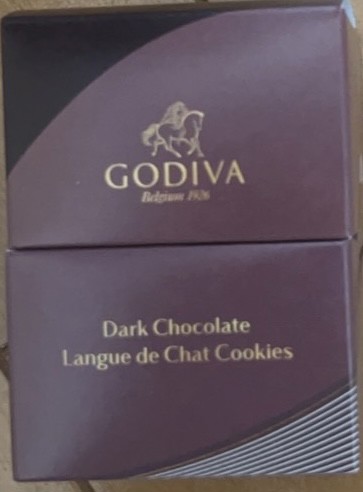 GODIVA
Belgium 1926
Dark Chocolate
Langue de Chat Cookies